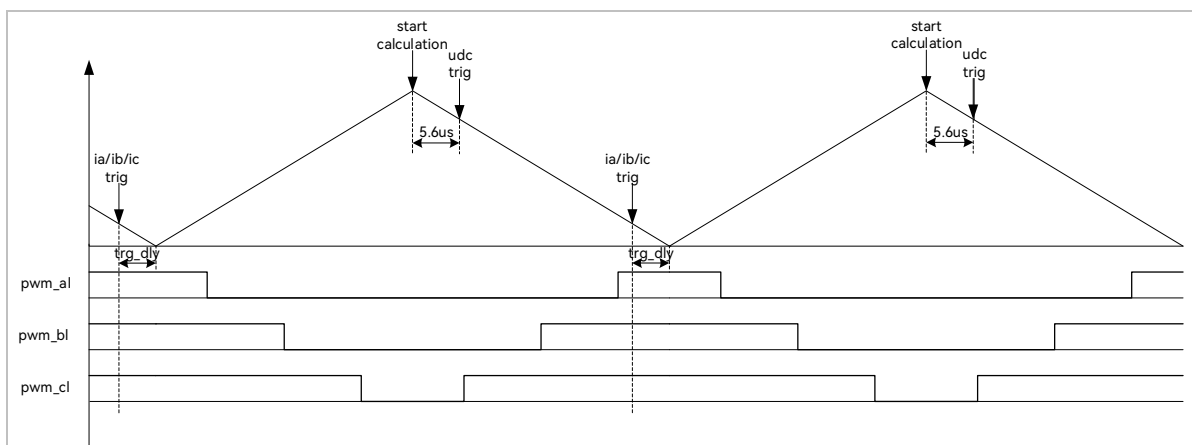 start
calculation
udc
trig
5.6us
ia/ib/ic
trig
trg_dly
ia/ib/ic
trig
trg_dly
start
calculation
udc
trig
5.6us
pwm_al
pwm_bl
pwm_cl